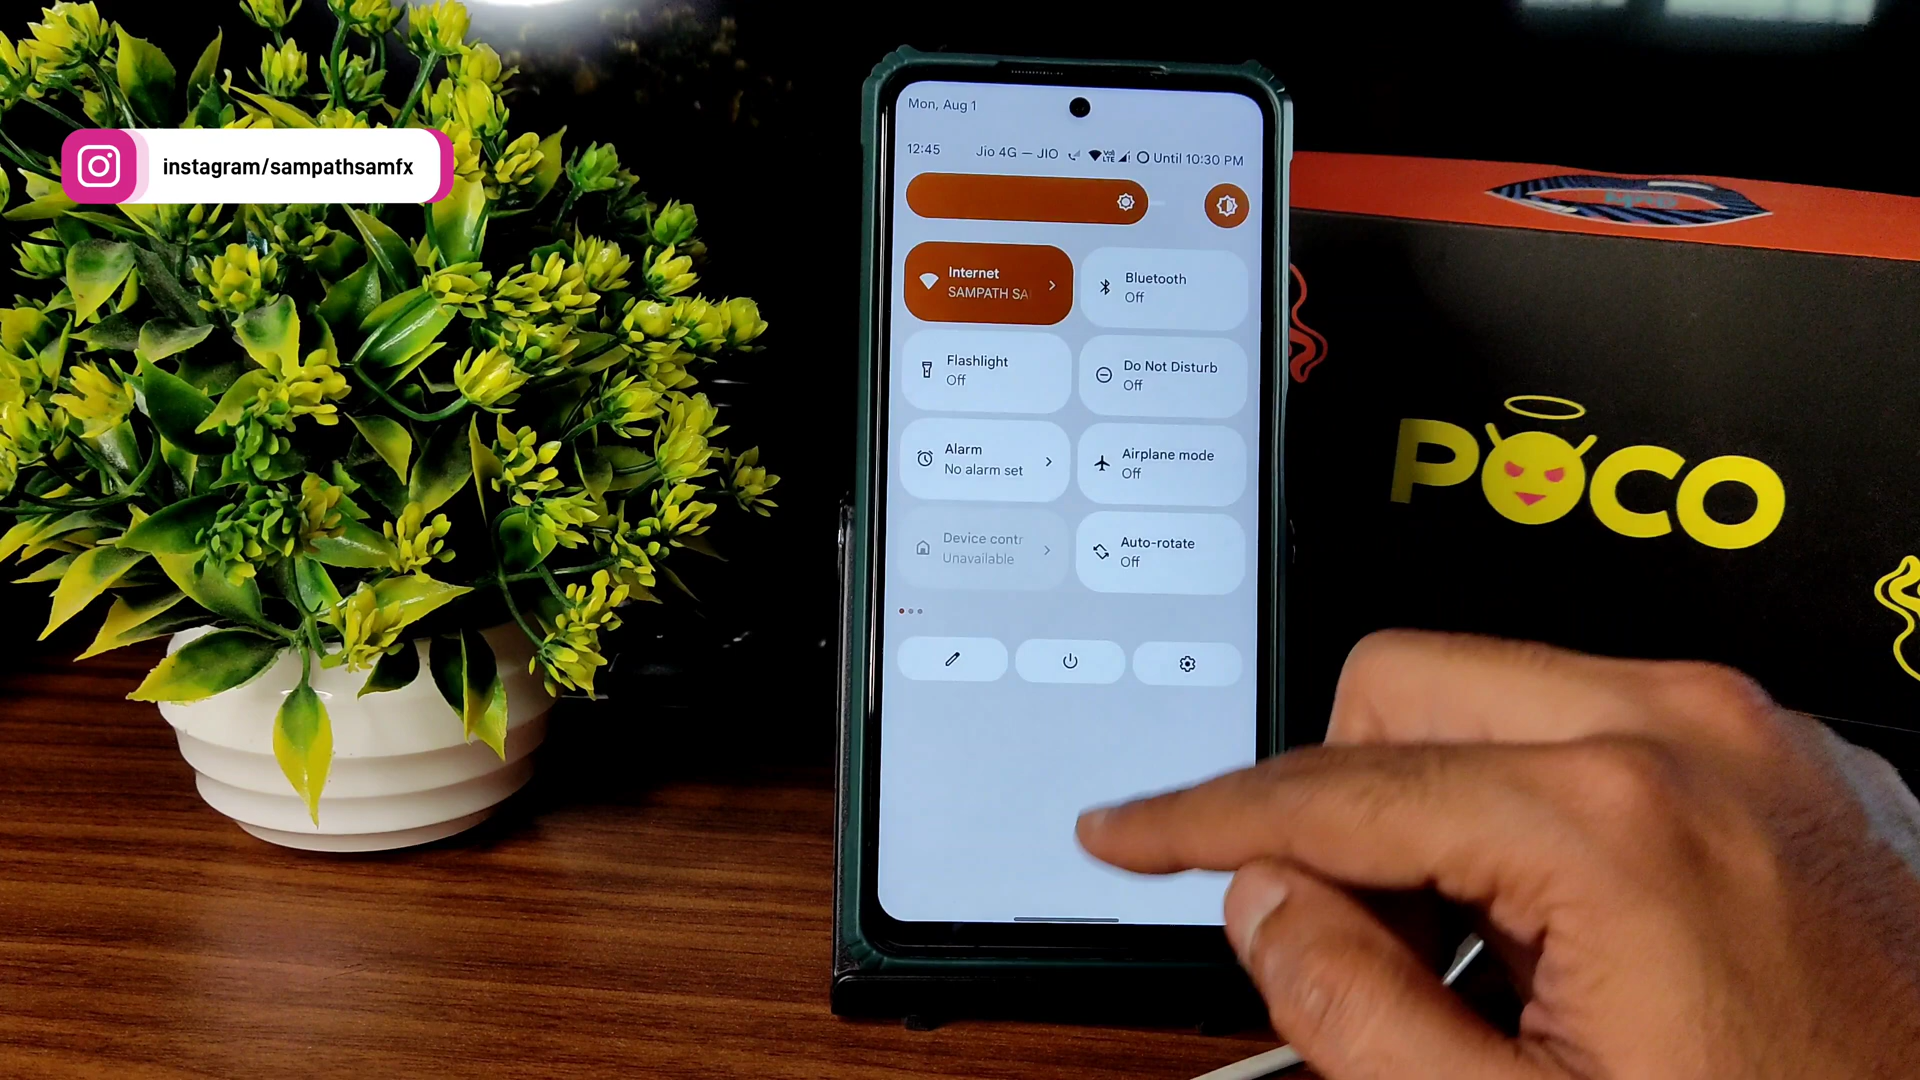 instagram/sampathsamfx
Mon, Aug 1
12:45
Jio 4G — JIO
Until 10:30 PM
Internet
SAMPATH SA
Bluetooth
Off
Flashlight
Off
Do Not Disturb
Off
Alarm
No alarm set
Airplane mode
Off
Device contr
Unavailable
Auto-rotate
Off
POCO